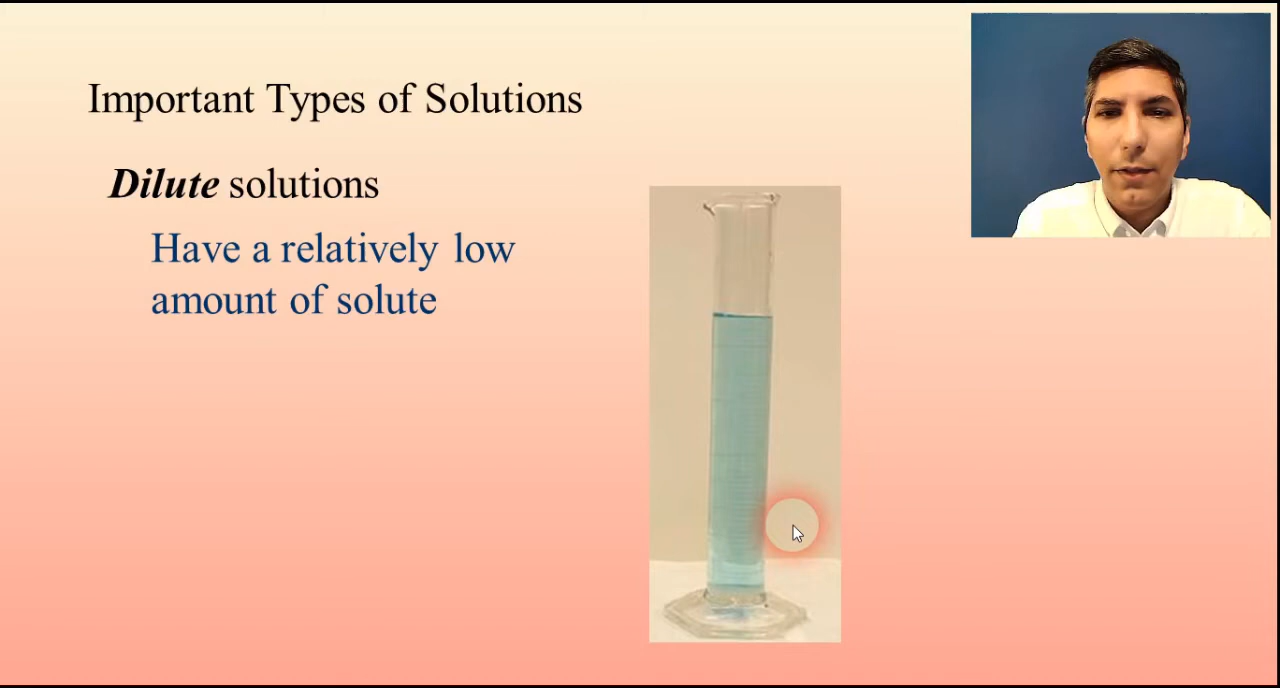 Important Types of Solutions
Dilute solutions
Have a relatively low
amount of solute